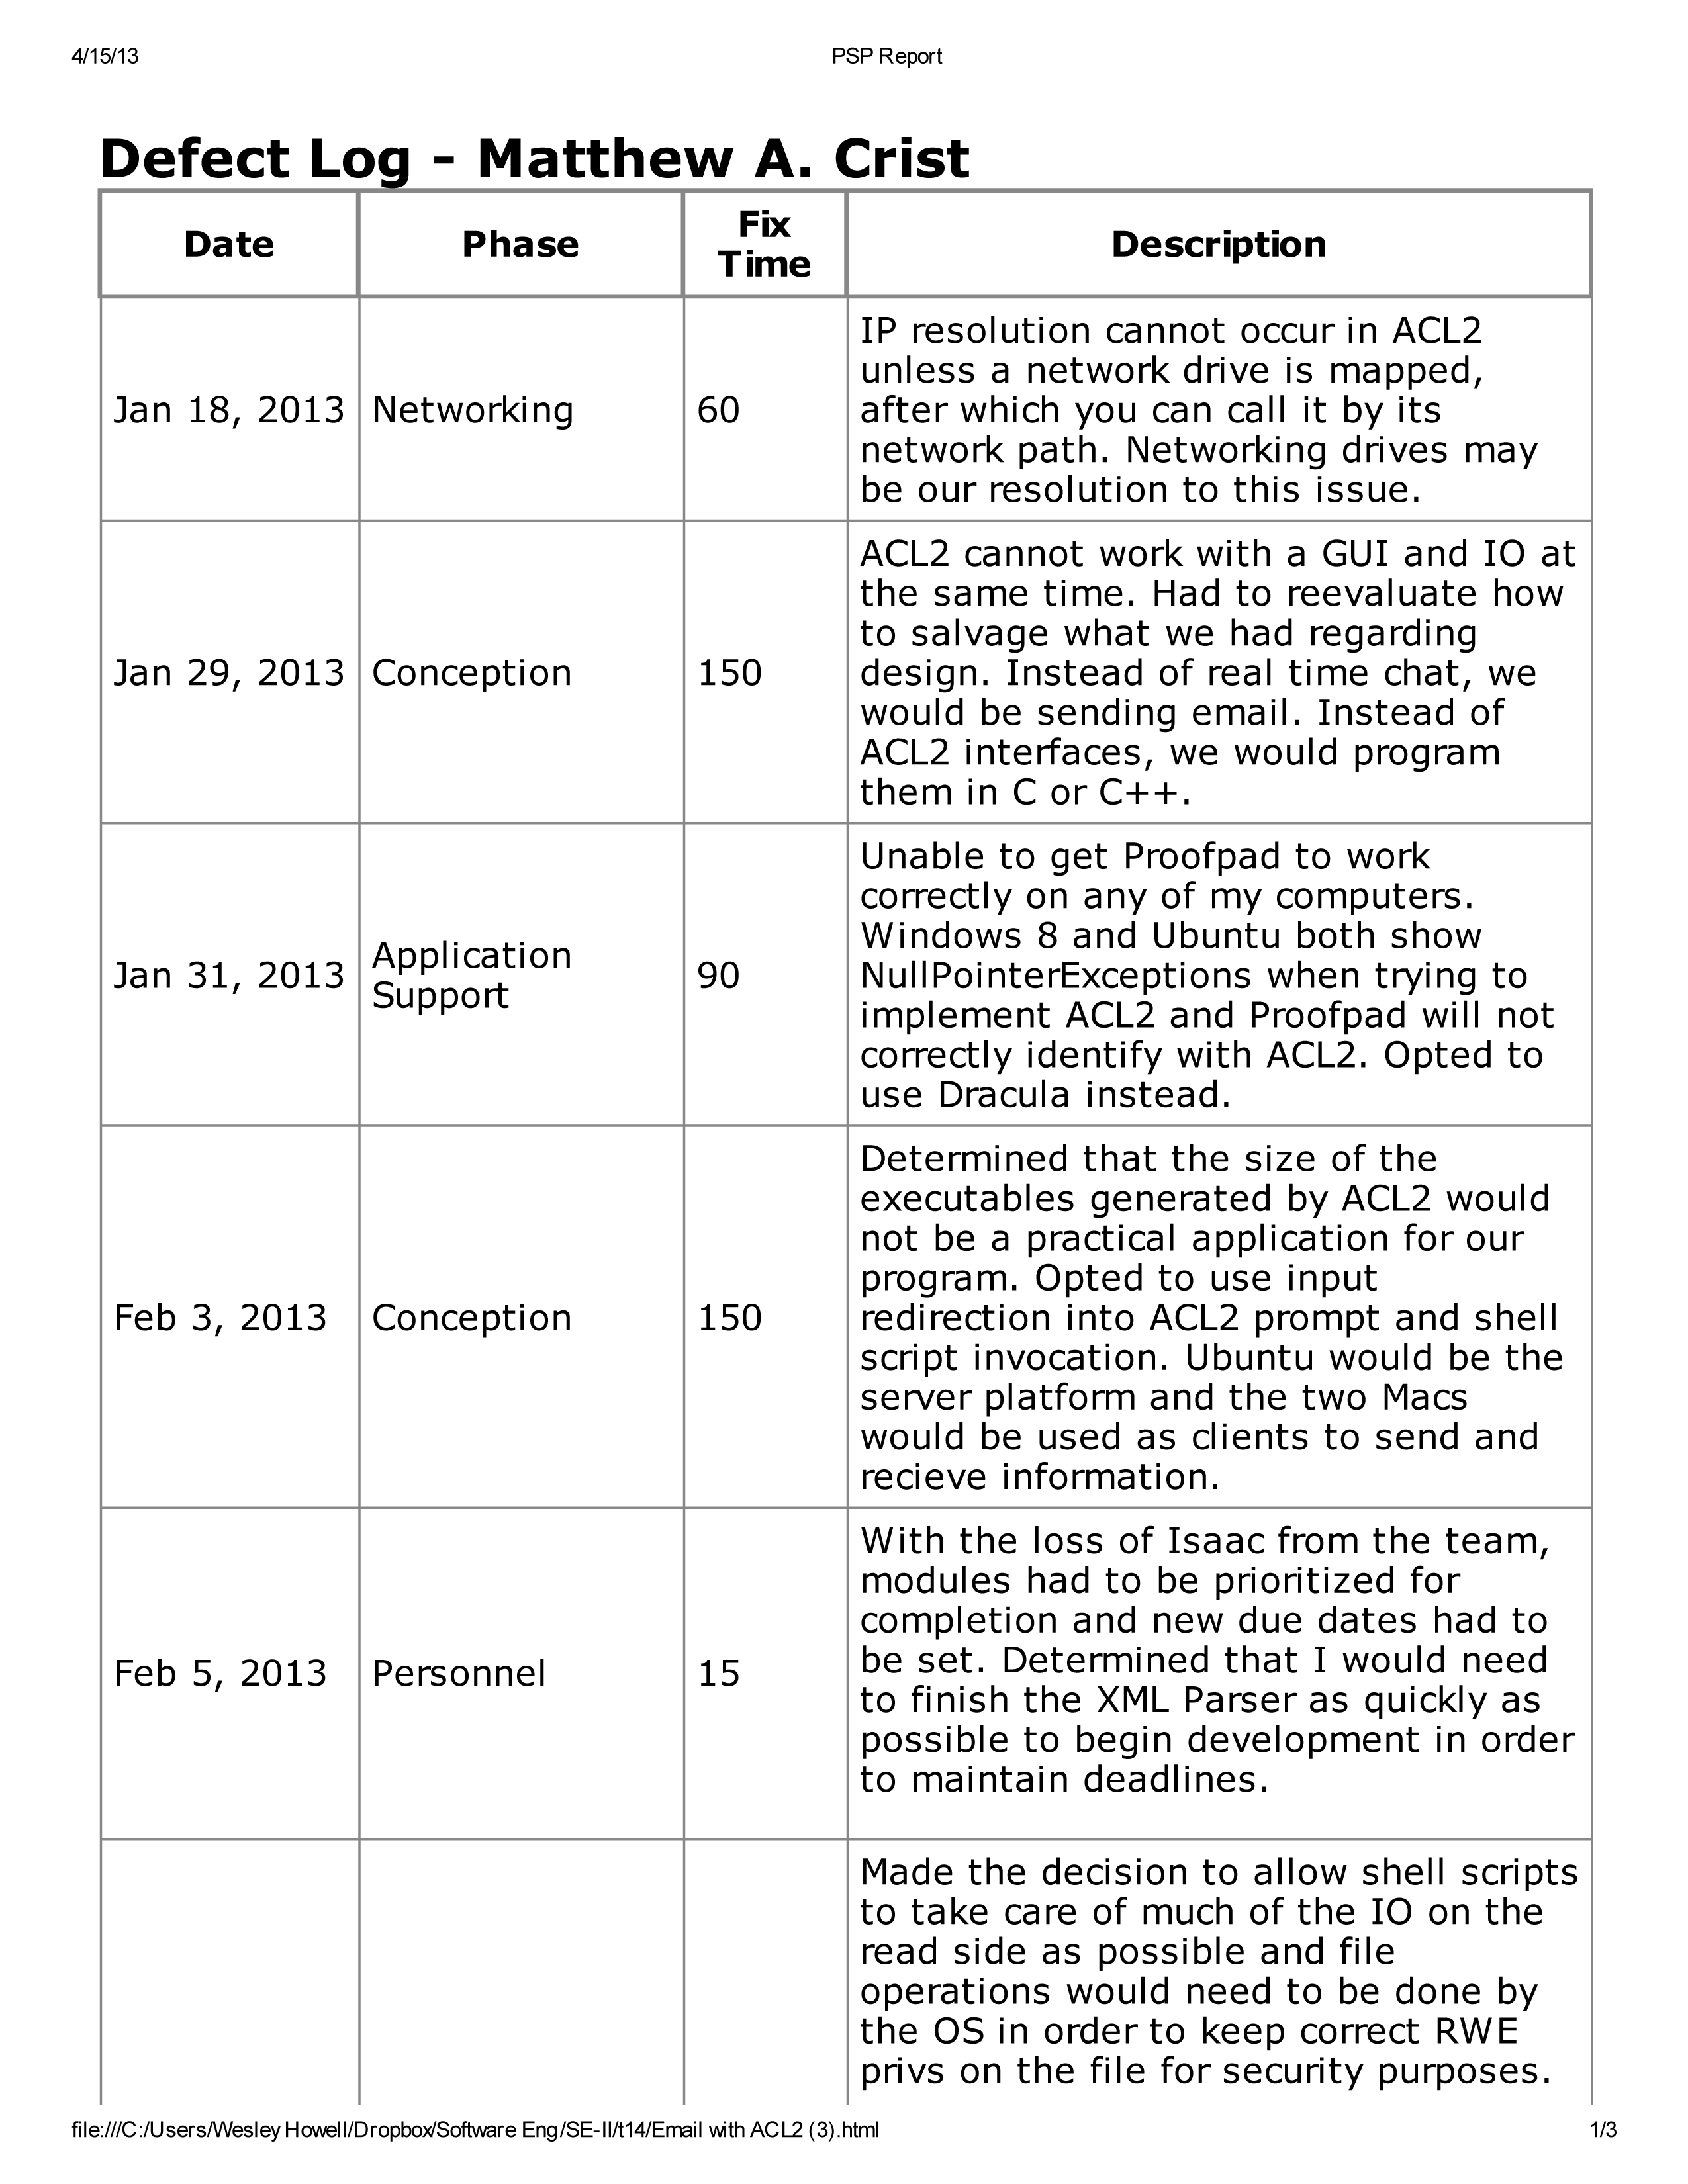 4/15/13
PSP Report
Defect Log - Matthew A. Crist
Date
Phase
Fix
Time
Description
Jan 18, 2013
Networking
60
IP resolution cannot occur in ACL2
unless a network drive is mapped,
after which you can call it by its
network path. Networking drives may
be our resolution to this issue.
Jan 29, 2013
Conception
150
ACL2 cannot work with a GUI and IO at
the same time. Had to reevaluate how
to salvage what we had regarding
design. Instead of real time chat, we
would be sending email. Instead of
ACL2 interfaces, we would program
them in C or C++.
Jan 31, 2013
Application
Support
90
Unable to get Proofpad to work
correctly on any of my computers.
Windows 8 and Ubuntu both show
NullPointerExceptions when trying to
implement ACL2 and Proofpad will not
correctly identify with ACL2. Opted to
use Dracula instead.
Feb 3, 2013
Conception
150
Determined that the size of the
executables generated by ACL2 would
not be a practical application for our
program. Opted to use input
redirection into ACL2 prompt and shell
script invocation. Ubuntu would be the
server platform and the two Macs
would be used as clients to send and
recieve information.
Feb 5, 2013
Personnel
15
With the loss of Isaac from the team,
modules had to be prioritized for
completion and new due dates had to
be set. Determined that I would need
to finish the XML Parser as quickly as
possible to begin development in order
to maintain deadlines.
Made the decision to allow shell scripts
to take care of much of the IO on the
read side as possible and file
operations would need to be done by
the OS in order to keep correct RWE
privs on the file for security purposes.
file:///C:/Users/Wesley Howell/Dropbox/Software Eng/SE-II/t14/Email with ACL2 (3).html
1/3